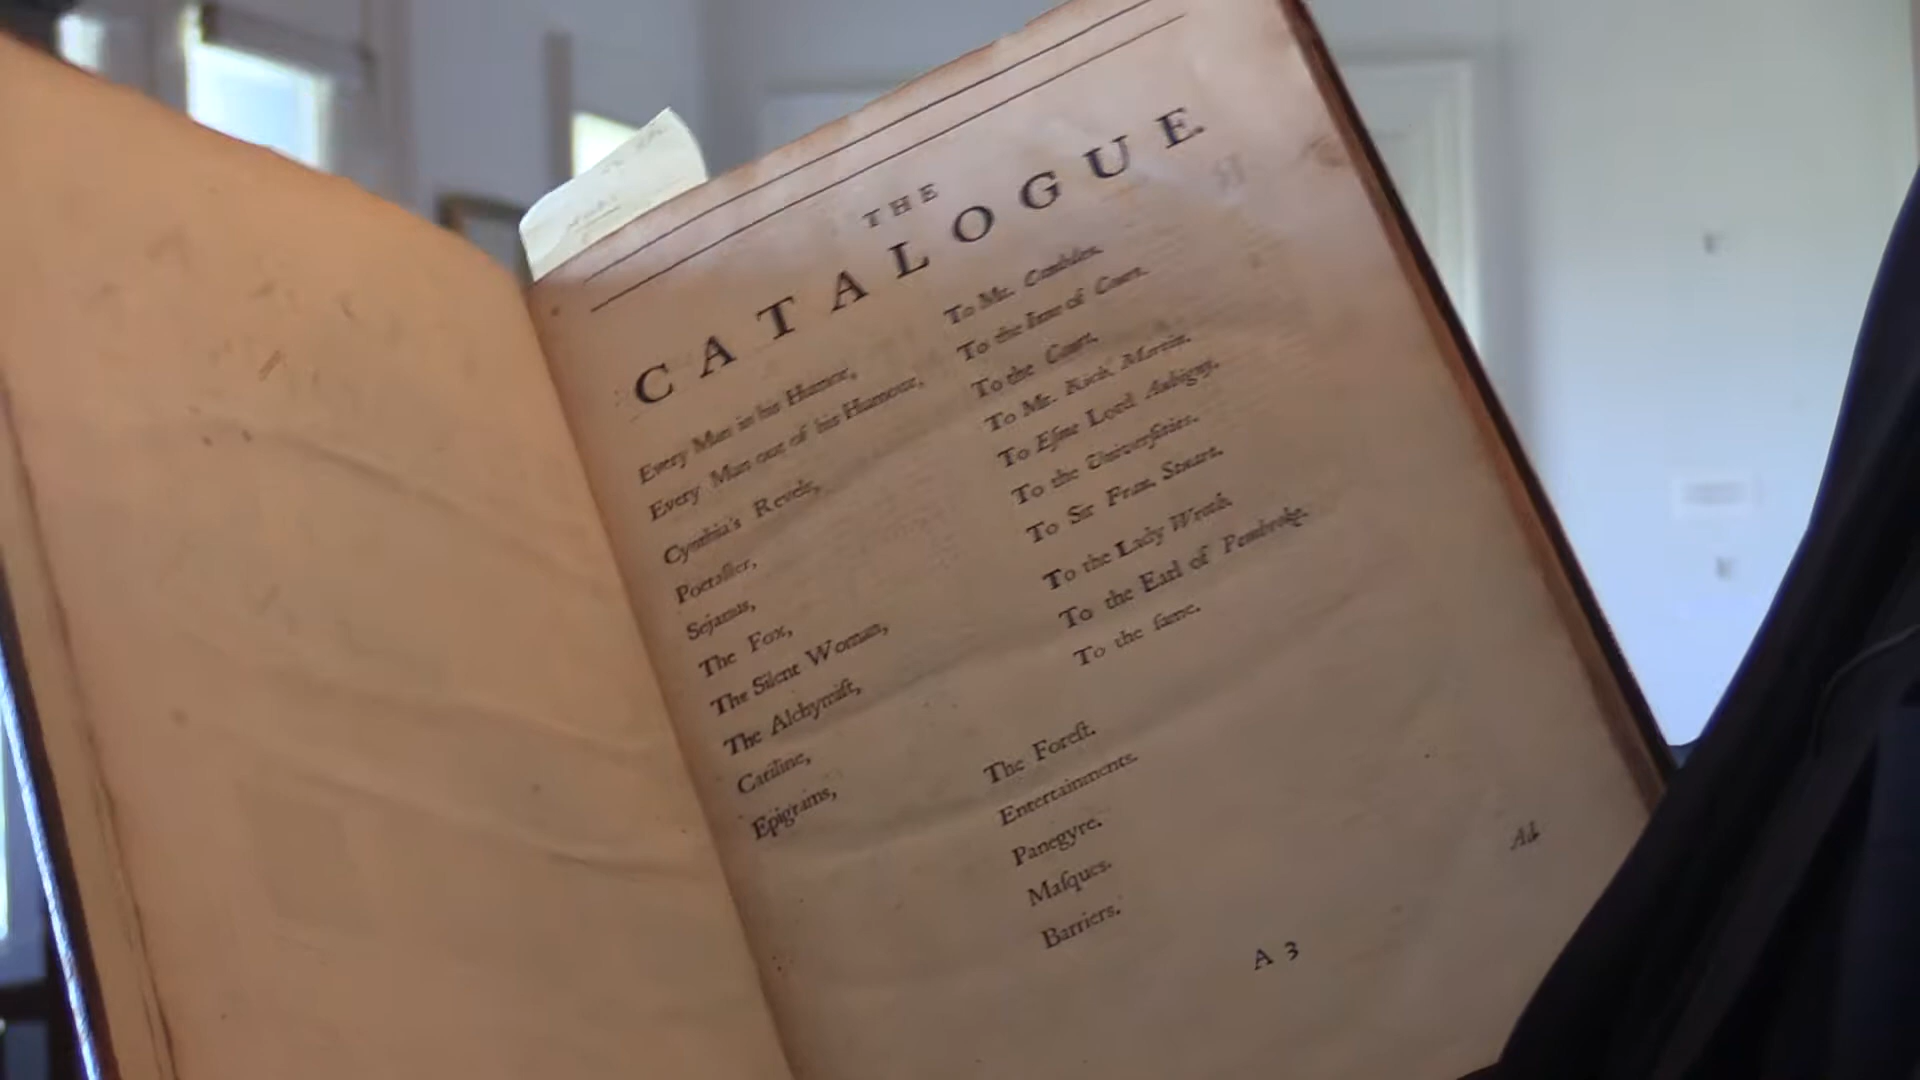 THE
CATALOGUE
Every Man in his Humor, To Mr. Cambden.
Every Man out of his Humour, To the Inns of Court.
Cynthia's Revels, To the Court.
Poetaſter, To Mr. Rich. Martin.
Sejanus, To Eſme Lord Aubigny.
The Fox, To the Univerſities.
The Silent Woman, To Sir Fran. Stuart.
The Alchymiſt, To the Lady Wroth.
Catiline, To the Earl of Pembroke.
Epigrams, To the ſame.
The Foreſt.
Entertainments.
Panegyre.
Maſques.
Barriers.
A 3